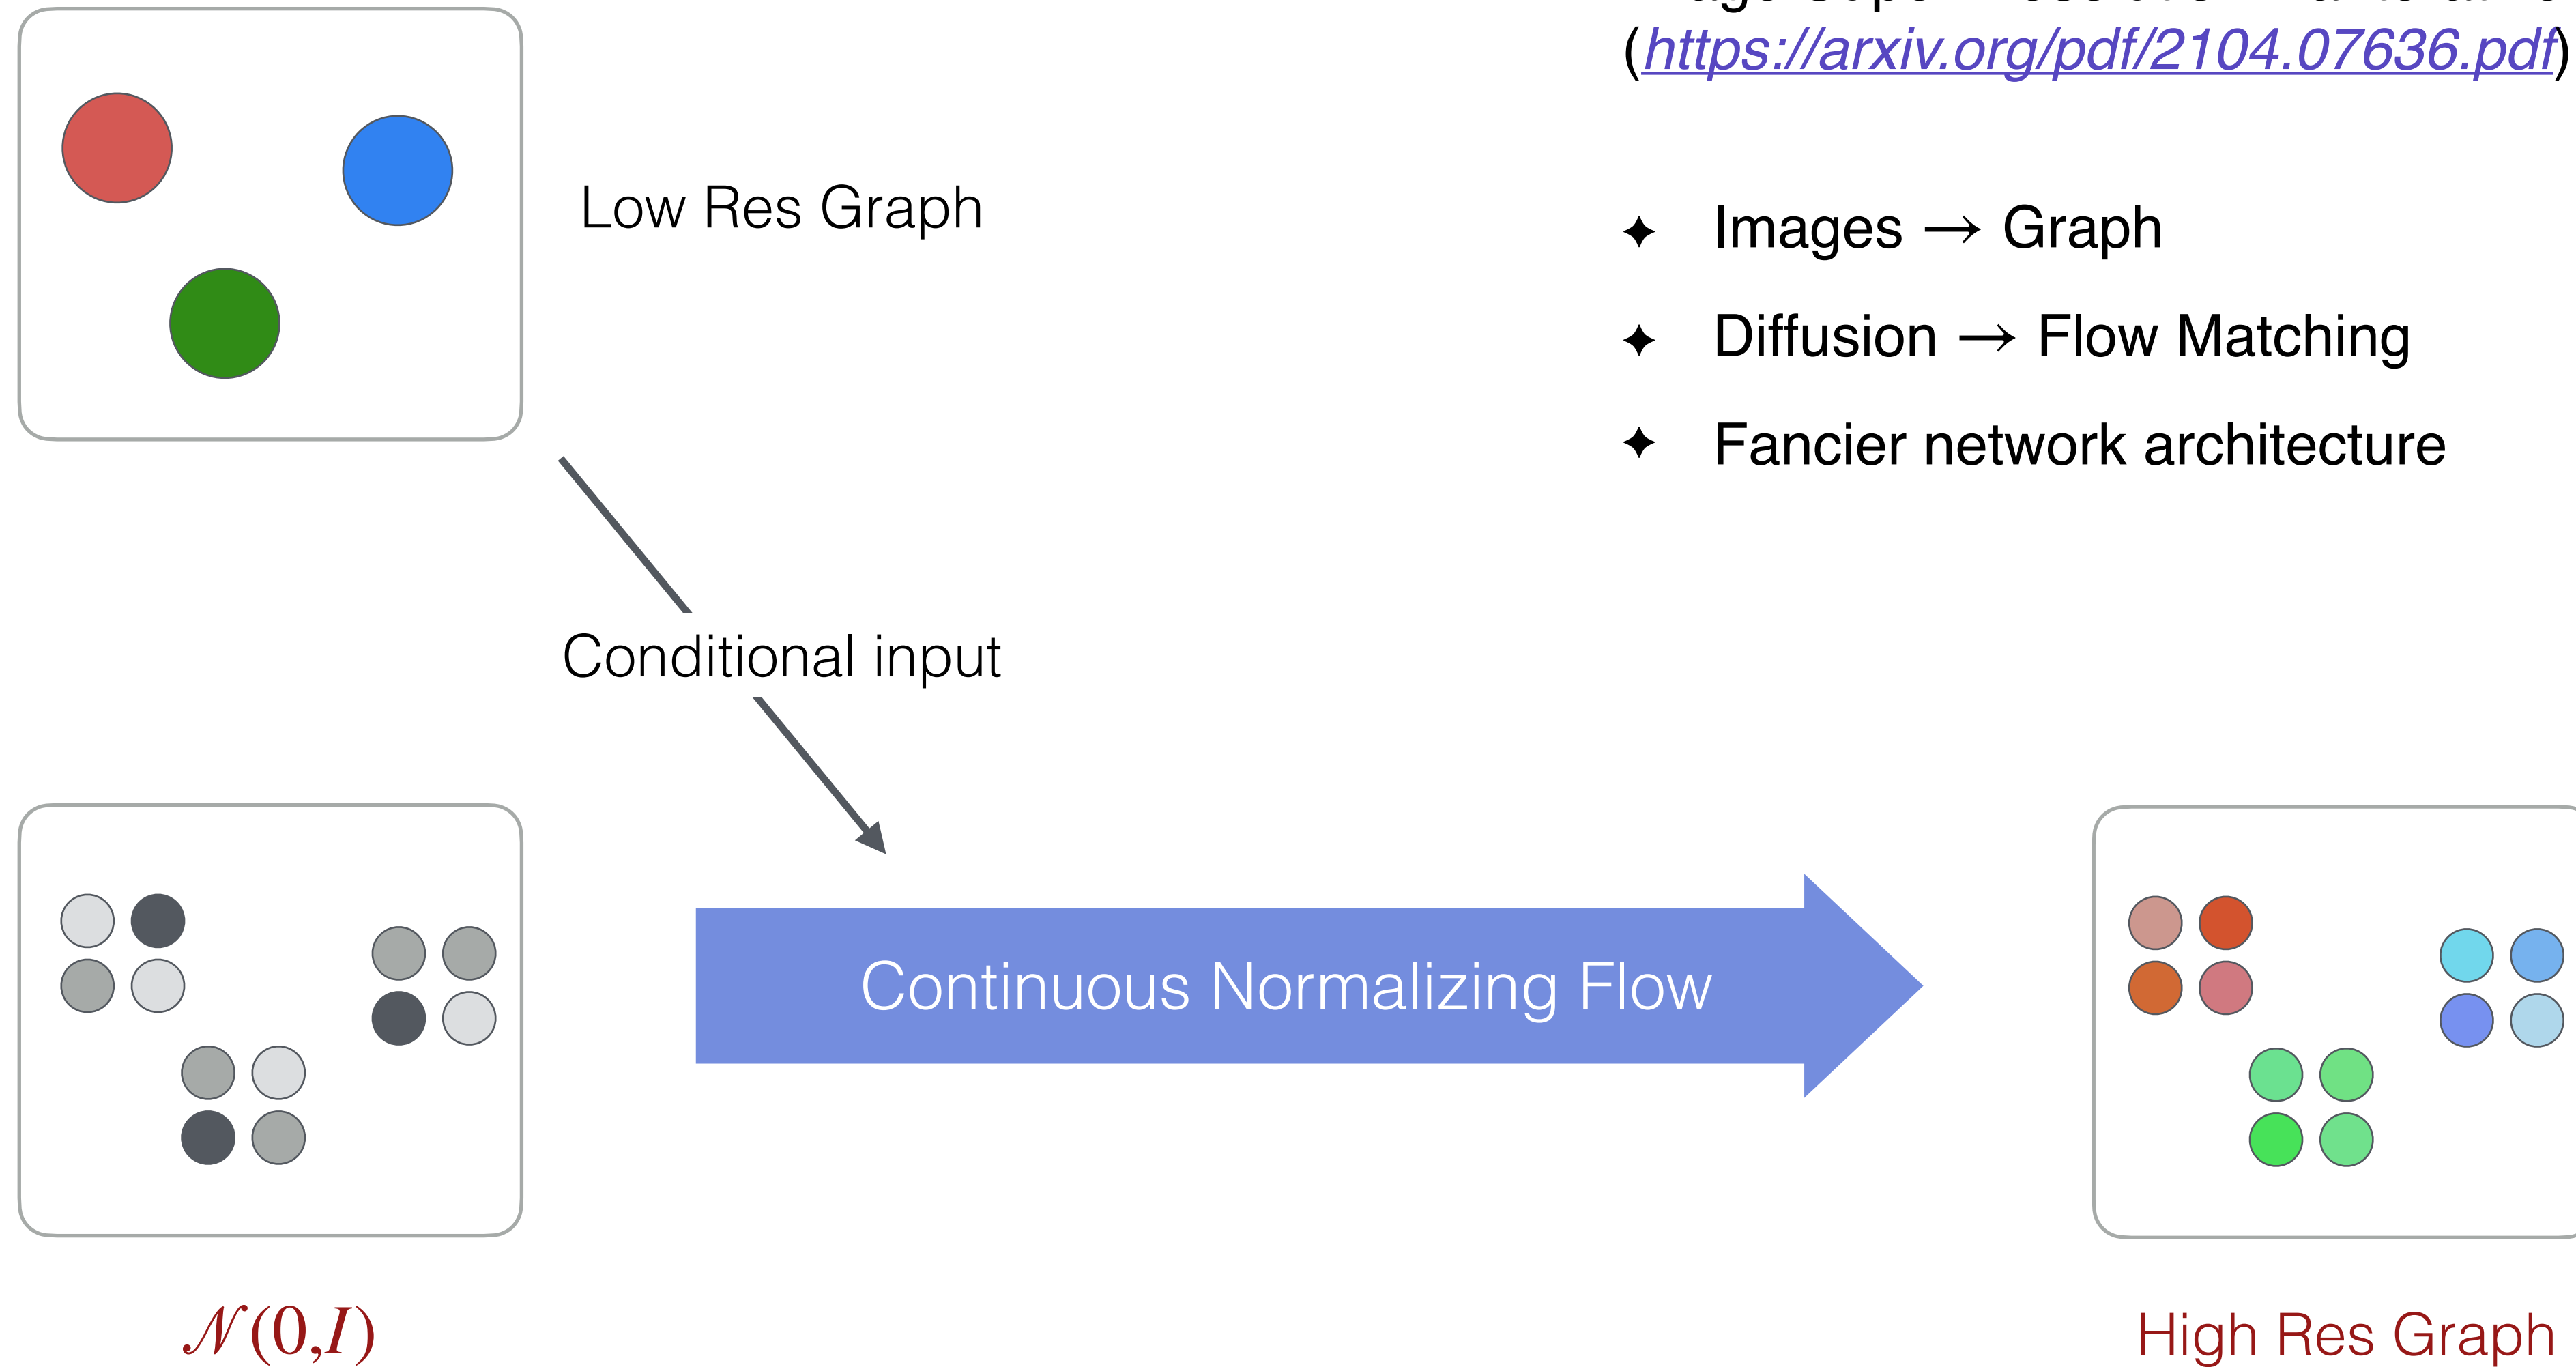 (https://arxiv.org/pdf/2104.07636.pdf)
Low Res Graph
✦ Images → Graph
✦ Diffusion → Flow Matching
✦ Fancier network architecture
Conditional input
Continuous Normalizing Flow
𝒩(0,I)
High Res Graph